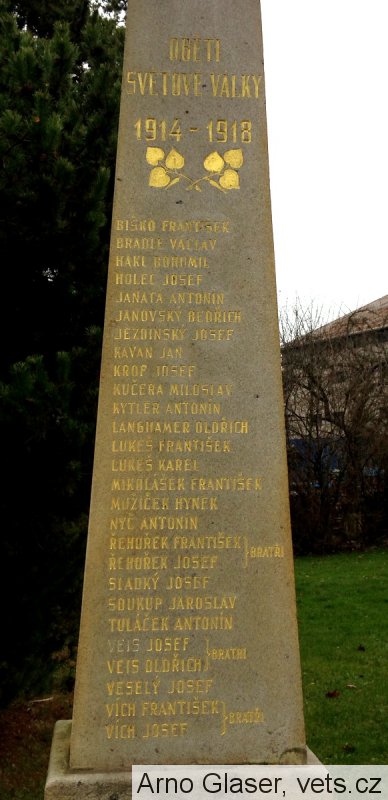 OBĚTI
SVĚTOVÉ VÁLKY
1914 - 1918
BIŠKO FRANTIŠEK
BRADLE VÁCLAV
HAKL BOHUMIL
HOLEC JOSEF
JANATA ANTONÍN
JANOVSKÝ BEDŘICH
JEZDINSKÝ JOSEF
KAVAN JAN
KROP JOSEF
KUČERA MILOSLAV
KYTLER ANTONÍN
LANGHAMER OLDŘICH
LUKEŠ FRANTIŠEK
LUKEŠ KAREL
MIKOLÁŠEK FRANTIŠEK
MUZIČEK HYNEK
NYČ ANTONÍN
ŘEHOŘEK FRANTIŠEK
ŘEHOŘEK JOSEF
BRATŘI
SLADKÝ JOSEF
SOUKUP JAROSLAV
TULÁČEK ANTONÍN
VEIS JOSEF
VEIS OLDŘICH
BRATŘI
VESELÝ JOSEF
VÍCH FRANTIŠEK
VÍCH JOSEF
BRATŘI
Arno Glaser, vets.cz